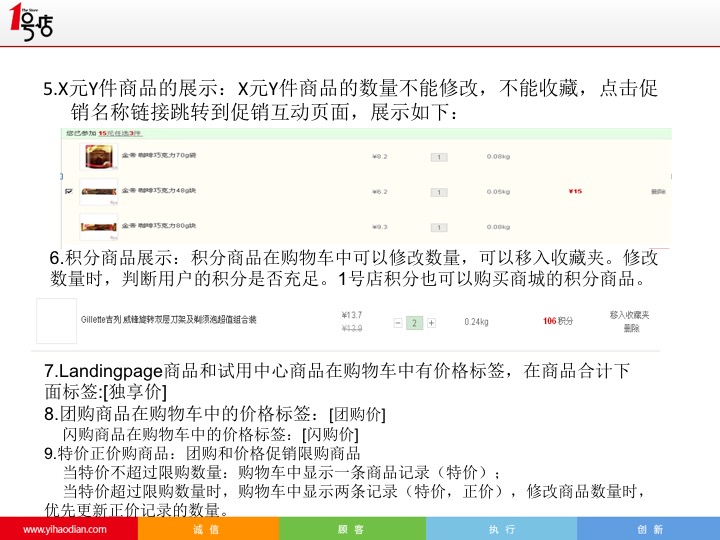 The Store
1号店
5.X元Y件商品的展示：X元Y件商品的数量不能修改，不能收藏，点击促
销名称链接跳转到促销互动页面，展示如下：
您已参加 15元任选3件
金帝 咖啡巧克力70g袋 ¥8.2 1 0.08kg
金帝 咖啡巧克力48g块 ¥6.2 1 0.05kg ¥15 删除
金帝 咖啡巧克力80g块 ¥9.3 1 0.08kg
6.积分商品展示：积分商品在购物车中可以修改数量，可以移入收藏夹。修改
数量时，判断用户的积分是否充足。1号店积分也可以购买商城的积分商品。
Gillette吉列 威锋旋转双层刀架及剃须泡超值组合装 ¥13.7 2 0.24kg 106积分 移入收藏夹
¥13.9 删除
7.Landingpage商品和试用中心商品在购物车中有价格标签，在商品合计下
面标签:[独享价]
8.团购商品在购物车中的价格标签：[团购价]
闪购商品在购物车中的价格标签：[闪购价]
9.特价正价购商品：团购和价格促销限购商品
当特价不超过限购数量：购物车中显示一条商品记录（特价）；
当特价超过限购数量时，购物车中显示两条记录（特价，正价），修改商品数量时，
优先更新正价记录的数量。
www.yihaodian.com 诚 信 顾 客 执 行 创 新